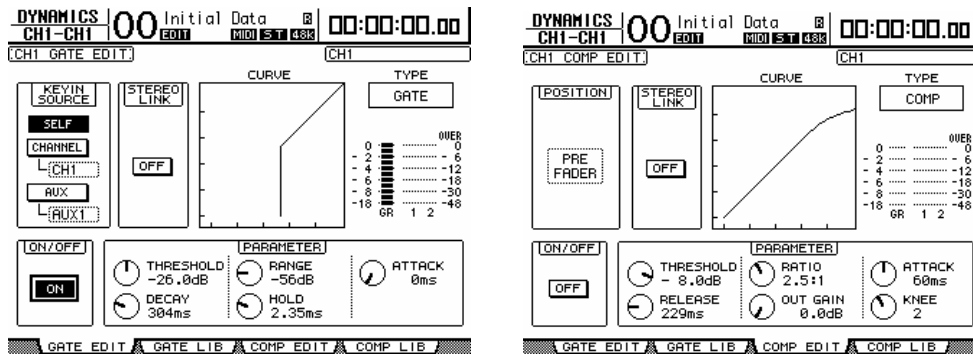 DYNAMICS
CH1-CH1
00 Initial Data R
EDIT MIDI ST 48K
00:00:00.00
CH1 GATE EDIT
CH1
KEYIN SOURCE
SELF
CHANNEL
CH1
AUX
AUX1
STEREO LINK
OFF
CURVE
TYPE
GATE
OVER
0 0
- 2 - 6
- 4 -12
- 6 -18
- 8 -30
-18 -48
GR 1 2
ON/OFF
ON
PARAMETER
THRESHOLD
-26.0dB
RANGE
-56dB
ATTACK
0ms
DECAY
304ms
HOLD
2.35ms
GATE EDIT GATE LIB COMP EDIT COMP LIB
DYNAMICS
CH1-CH1
00 Initial Data R
EDIT MIDI ST 48K
00:00:00.00
CH1 COMP EDIT
CH1
POSITION
PRE
FADER
STEREO LINK
OFF
CURVE
TYPE
COMP
OVER
0 0
- 2 - 6
- 4 -12
- 6 -18
- 8 -30
-18 -48
GR 1 2
ON/OFF
OFF
PARAMETER
THRESHOLD
- 8.0dB
RATIO
2.5:1
ATTACK
60ms
RELEASE
229ms
OUT GAIN
0.0dB
KNEE
2
GATE EDIT GATE LIB COMP EDIT COMP LIB